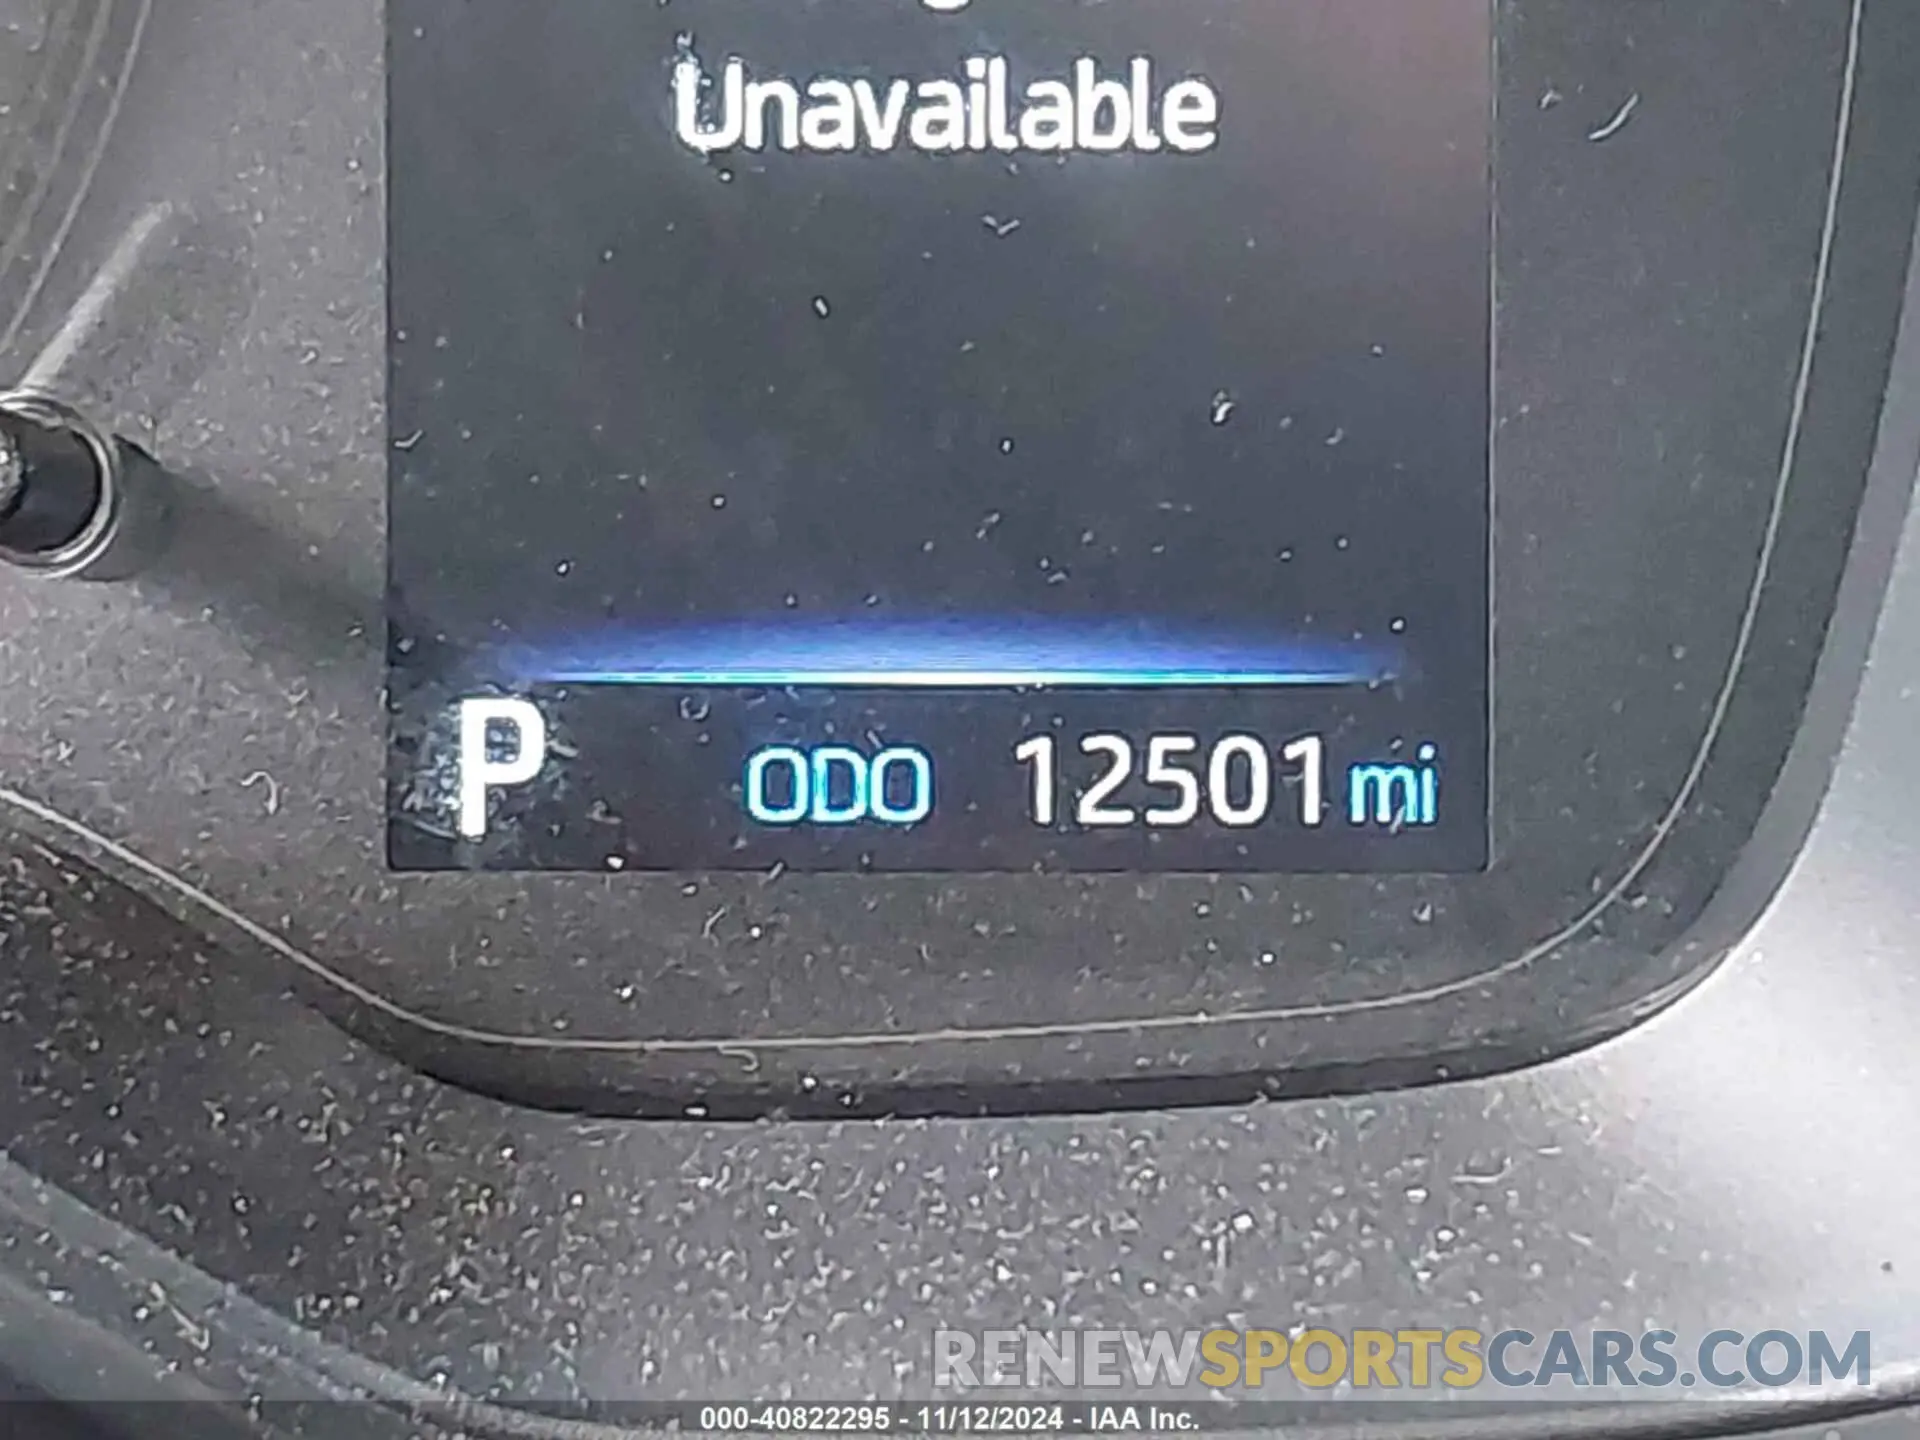 Unavailable
P ODO 12501 mi
RENEWSPORTSCARS.COM
000-40822295 - 11/12/2024 - IAA Inc.